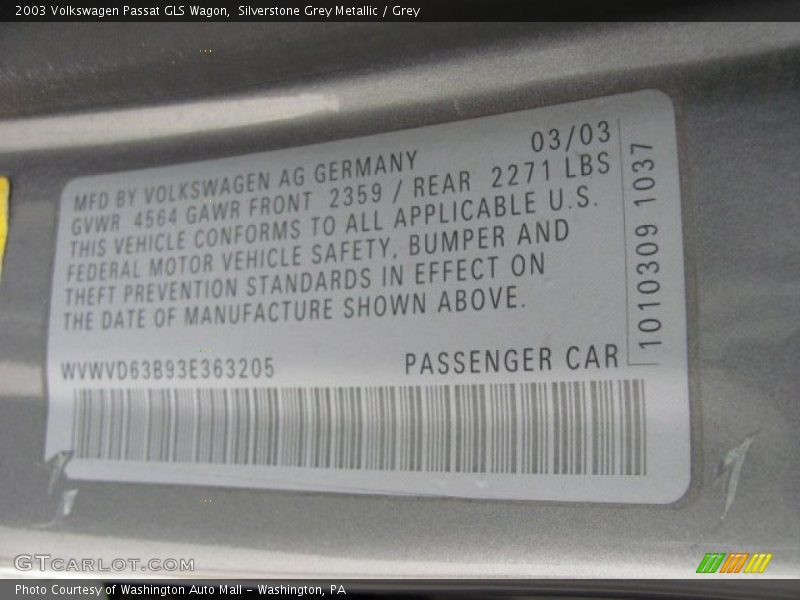 2003 Volkswagen Passat GLS Wagon,  Silverstone Grey Metallic / Grey
03/03
MFD BY VOLKSWAGEN AG GERMANY
GVWR 4564 GAWR FRONT 2359 / REAR 2271 LBS
THIS VEHICLE CONFORMS TO ALL APPLICABLE U.S.
FEDERAL MOTOR VEHICLE SAFETY, BUMPER AND
THEFT PREVENTION STANDARDS IN EFFECT ON
THE DATE OF MANUFACTURE SHOWN ABOVE.
1010309 1037
WVWVD63B93E363205 PASSENGER CAR
GTCARLOT.COM
Photo Courtesy of Washington Auto Mall - Washington, PA